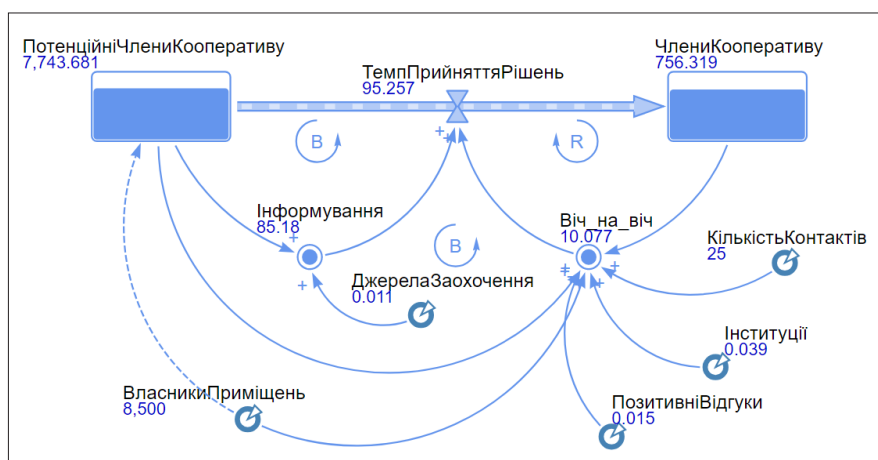 ПотенційніЧлениКооперативу
7,743.681
ТемпПрийняттяРішень
95.257
ЧлениКооперативу
756.319
B
R
Інформування
85.18
B
Віч_на_віч
10.077
КількістьКонтактів
25
ДжерелаЗаохочення
0.011
Інституції
0.039
ВласникиПриміщень
8,500
ПозитивніВідгуки
0.015